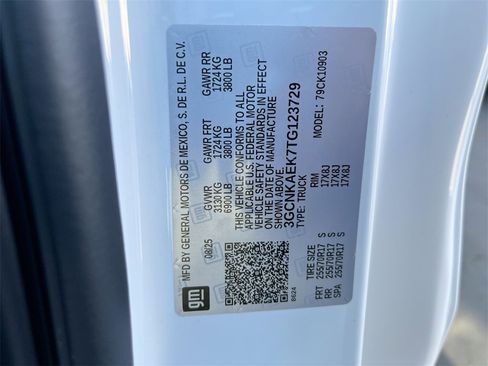 MFD BY GENERAL MOTORS DE MEXICO, S. DE R.L. DE C.V.
08/25 GVWR GAWR FRT GAWR RR
3130 KG 1724 KG 1724 KG
6900 LB 3800 LB 3800 LB
THIS VEHICLE CONFORMS TO ALL
APPLICABLE U.S. FEDERAL MOTOR
VEHICLE SAFETY STANDARDS IN EFFECT
ON THE DATE OF MANUFACTURE
SHOWN ABOVE.
3GCNKAEK7TG123729
TYPE: TRUCK MODEL: 79CK10903
TIRE SIZE RIM
FRT 255/70R17 S 17X8J
RR 255/70R17 S 17X8J
SPA 255/70R17 S 17X8J
gm
8624